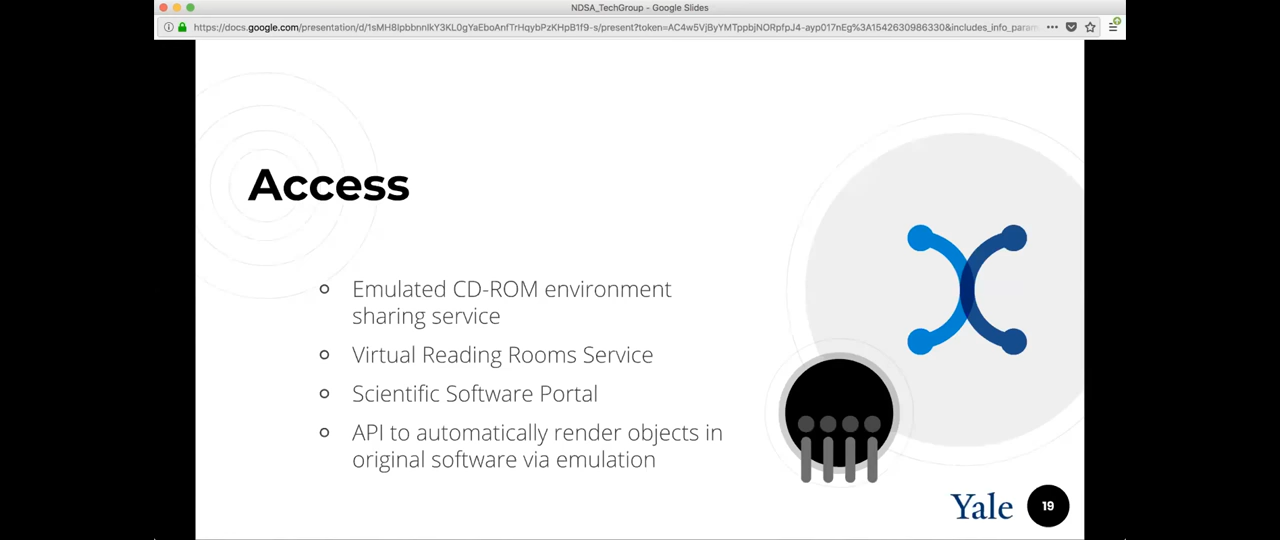 NDSA_TechGroup - Google Slides
https://docs.google.com/presentation/d/1sMH8lpbbnnIkY3KL0gYaEboAnfTrHqybPzKHpB1f9-s/present?token=AC4w5VjByYMTppbjNORpfpJ4-ayp017nEg%3A1542630986330&includes_info_param
Access
Emulated CD-ROM environment
sharing service
Virtual Reading Rooms Service
Scientific Software Portal
API to automatically render objects in
original software via emulation
Yale
19